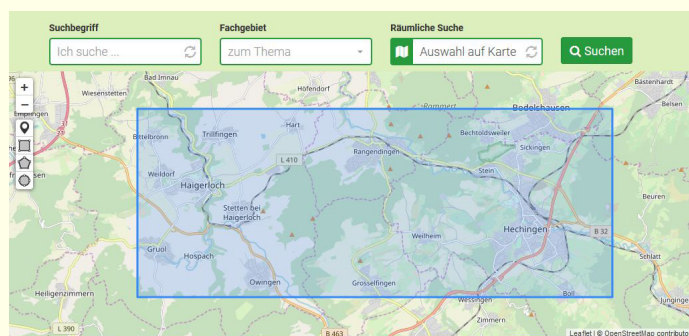 Suchbegriff
Fachgebiet
Räumliche Suche
Ich suche ...
zum Thema
Auswahl auf Karte
Suchen
Bad Imnau
Wiesenstetten
Höfendorf
Rammert
Bodelshausen
Bästenhardt
Belsen
Empfingen
Bittelbronn
Trillfingen
Hart
Bechtoldsweiler
Sickingen
L 410
Rangendingen
Weildorf
Haigerloch
Stein
Stetten bei
Haigerloch
Beuren
Weilheim
Hechingen
B 32
Gruol
Hospach
Schlatt
Owingen
Grosselfingen
Heiligenzimmern
Boll
Wessingen
Jungingen
Zimmern
L 390
B 463
Leaflet | © OpenStreetMap contributo